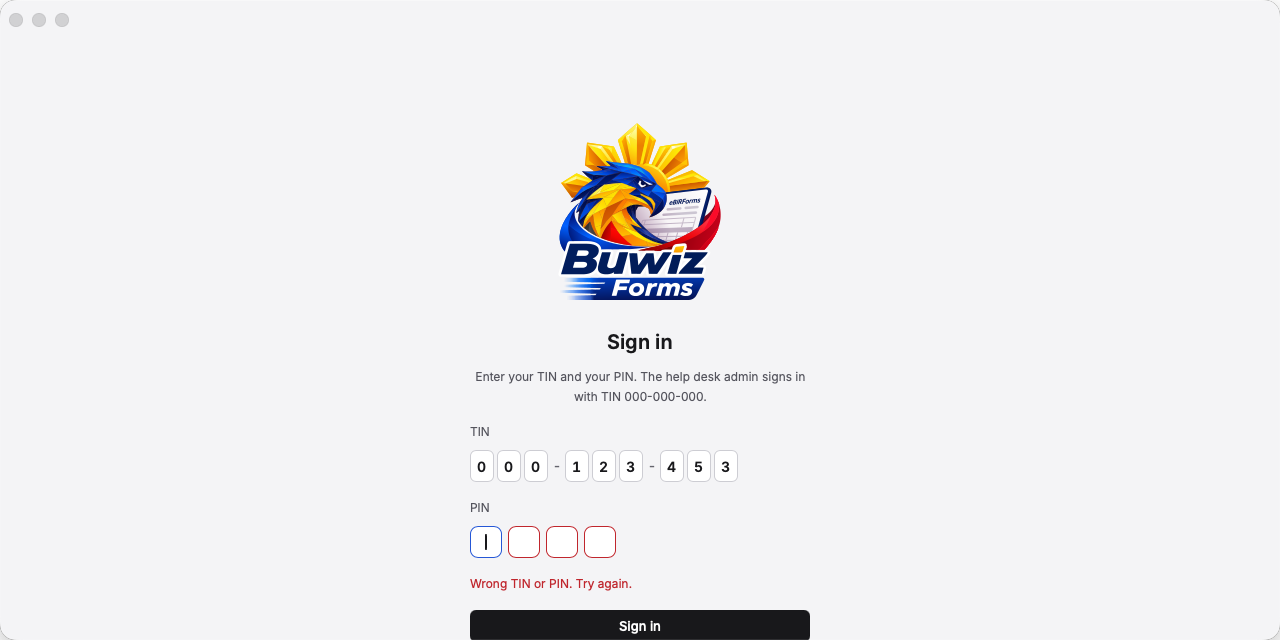 eBIRForms
Buwiz
Forms
Sign in
Enter your TIN and your PIN. The help desk admin signs in
with TIN 000-000-000.
TIN
0 0 0 - 1 2 3 - 4 5 3
PIN
Wrong TIN or PIN. Try again.
Sign in